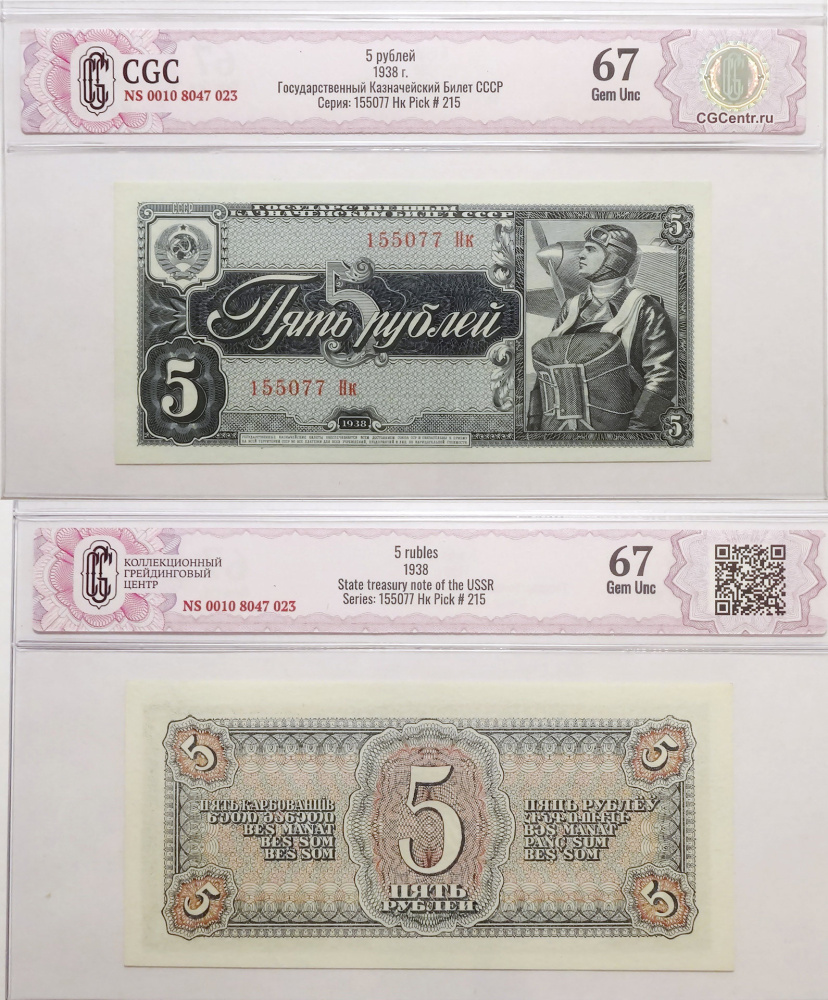 CGC
NS 0010 8047 023
5 рублей
1938 г.
Государственный Казначейский Билет СССР
Серия: 155077 Нк Pick # 215
67
Gem Unc
CGCentr.ru
СССР
ГОСУДАРСТВЕННЫЙ
КАЗНАЧЕЙСКИЙ БИЛЕТ СССР
5
155077 Нк
5
Пять рублей
5
155077 Нк
1938
5
КОЛЛЕКЦИОННЫЙ
ГРЕЙДИНГОВЫЙ
ЦЕНТР
NS 0010 8047 023
5 rubles
1938
State treasury note of the USSR
Series: 155077 Нк Pick # 215
67
Gem Unc
5
5
5
ПЯТЬ КАРБОВАНЦІВ
BEŞ MANAT
BES SOM
BEŞ SOM
ПЯЦЬ РУБЛЁЎ
BEŞ MANAT
PANÇ SUM
BEŞ SOM
ПЯТЬ
РУБЛЕЙ
5
5